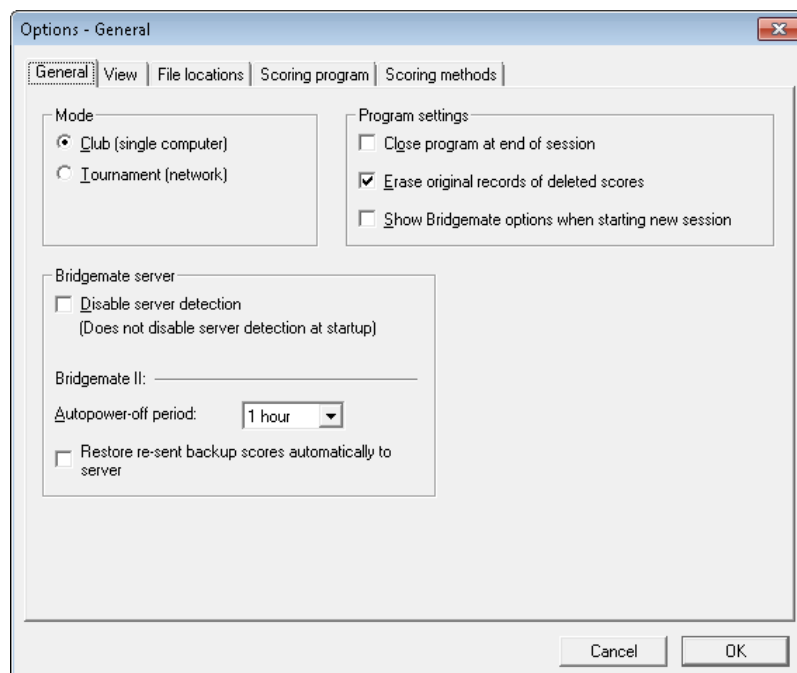 Options - General
General
View
File locations
Scoring program
Scoring methods
Mode
Club (single computer)
Tournament (network)
Program settings
Close program at end of session
Erase original records of deleted scores
Show Bridgemate options when starting new session
Bridgemate server
Disable server detection
(Does not disable server detection at startup)
Bridgemate II:
Autopower-off period:
1 hour
Restore re-sent backup scores automatically to
server
Cancel
OK